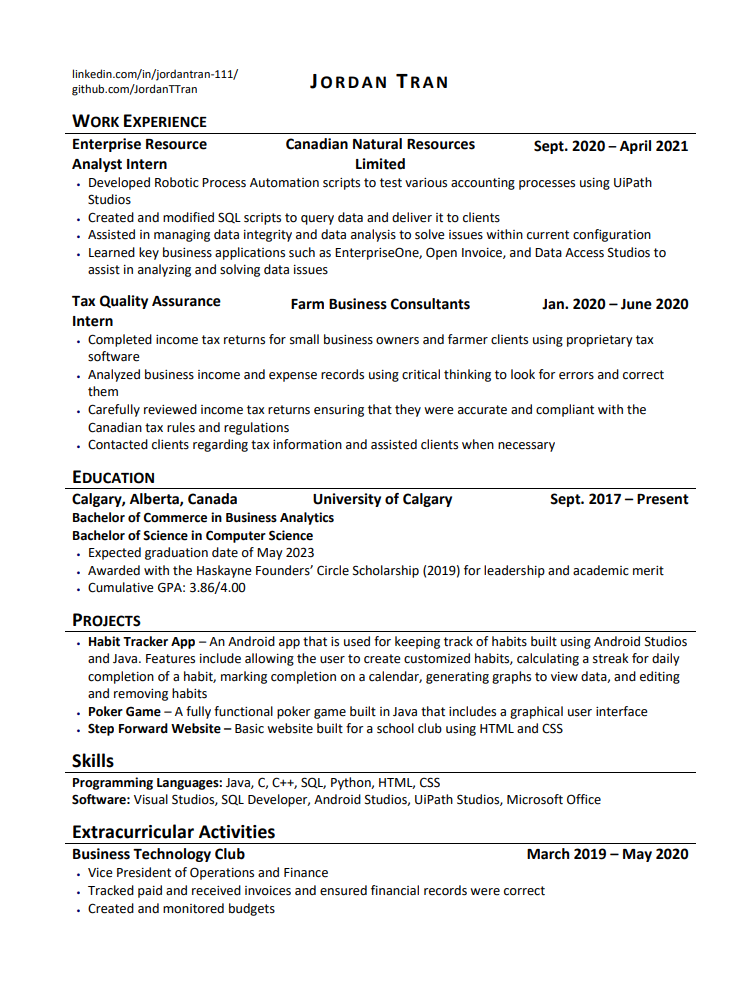 linkedin.com/in/jordantran-111/
github.com/JordanTTran
JORDAN TRAN
WORK EXPERIENCE
Enterprise Resource Canadian Natural Resources Sept. 2020 – April 2021
Analyst Intern Limited
• Developed Robotic Process Automation scripts to test various accounting processes using UiPath
Studios
• Created and modified SQL scripts to query data and deliver it to clients
• Assisted in managing data integrity and data analysis to solve issues within current configuration
• Learned key business applications such as EnterpriseOne, Open Invoice, and Data Access Studios to
assist in analyzing and solving data issues
Tax Quality Assurance Farm Business Consultants Jan. 2020 – June 2020
Intern
• Completed income tax returns for small business owners and farmer clients using proprietary tax
software
• Analyzed business income and expense records using critical thinking to look for errors and correct
them
• Carefully reviewed income tax returns ensuring that they were accurate and compliant with the
Canadian tax rules and regulations
• Contacted clients regarding tax information and assisted clients when necessary
EDUCATION
Calgary, Alberta, Canada University of Calgary Sept. 2017 – Present
Bachelor of Commerce in Business Analytics
Bachelor of Science in Computer Science
• Expected graduation date of May 2023
• Awarded with the Haskayne Founders’ Circle Scholarship (2019) for leadership and academic merit
• Cumulative GPA: 3.86/4.00
PROJECTS
• Habit Tracker App – An Android app that is used for keeping track of habits built using Android Studios
and Java. Features include allowing the user to create customized habits, calculating a streak for daily
completion of a habit, marking completion on a calendar, generating graphs to view data, and editing
and removing habits
• Poker Game – A fully functional poker game built in Java that includes a graphical user interface
• Step Forward Website – Basic website built for a school club using HTML and CSS
Skills
Programming Languages: Java, C, C++, SQL, Python, HTML, CSS
Software: Visual Studios, SQL Developer, Android Studios, UiPath Studios, Microsoft Office
Extracurricular Activities
Business Technology Club March 2019 – May 2020
• Vice President of Operations and Finance
• Tracked paid and received invoices and ensured financial records were correct
• Created and monitored budgets